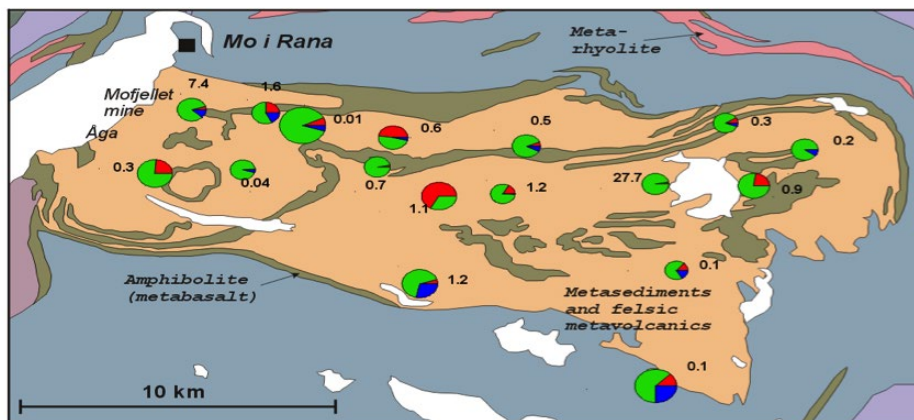 Mo i Rana
Meta-
rhyolite
7.4
1.6
Mofjellet
mine
0.01
0.6
0.5
0.3
0.2
Åga
0.3
0.04
0.7
1.1
1.2
27.7
0.9
Amphibolite
(metabasalt)
1.2
0.1
Metasediments
and felsic
metavolcanics
0.1
10 km